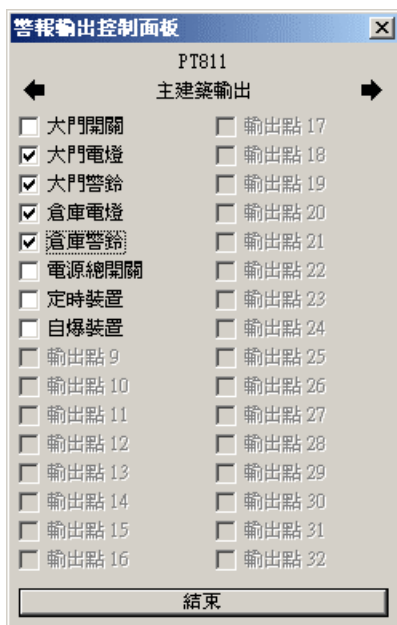 警報輸出控制面板
PT811
主建築輸出
大門開關
大門電燈
大門警鈴
倉庫電燈
倉庫警鈴
電源總開關
定時裝置
自爆裝置
輸出點 9
輸出點 10
輸出點 11
輸出點 12
輸出點 13
輸出點 14
輸出點 15
輸出點 16
輸出點 17
輸出點 18
輸出點 19
輸出點 20
輸出點 21
輸出點 22
輸出點 23
輸出點 24
輸出點 25
輸出點 26
輸出點 27
輸出點 28
輸出點 29
輸出點 30
輸出點 31
輸出點 32
結束